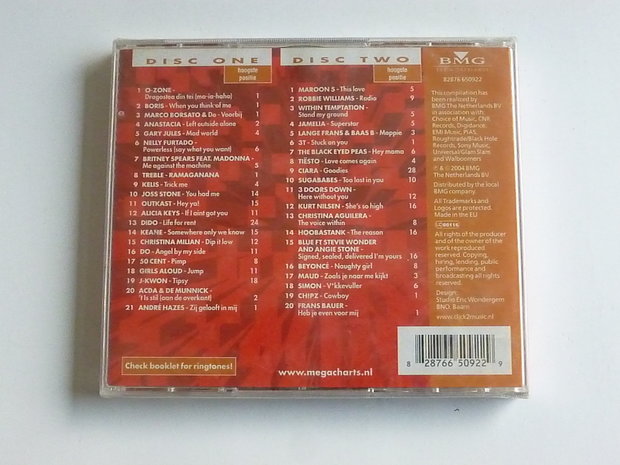 DISC ONE
hoogste
positie
1 O-ZONE -
Dragostea din tei (ma-ia-haha) 1
2 BORIS - When you think of me 1
3 MARCO BORSATO & Do - Voorbij 1
4 ANASTACIA - Left outside alone 2
5 GARY JULES - Mad world 4
6 NELLY FURTADO -
Powerless (say what you want) 6
7 BRITNEY SPEARS FEAT. MADONNA -
Me against the machine 5
8 TREBLE - RAMAGANANA 1
9 KELIS - Trick me 4
10 JOSS STONE - You had me 14
11 OUTKAST - Hey ya! 15
12 ALICIA KEYS - If I aint got you 11
13 DIDO - Life for rent 24
14 KEANE - Somewhere only we know 15
15 CHRISTINA MILIAN - Dip it low 12
16 DO - Angel by my side 11
17 50 CENT - Pimp 8
18 GIRLS ALOUD - Jump 11
19 J-KWON - Tipsy 18
20 ACDA & DE MUNNICK -
't Is stil (aan de overkant) 2
21 ANDRÉ HAZES - Zij gelooft in mij 1
Check booklet for ringtones!
DISC TWO
hoogste
positie
1 MAROON 5 - This love 5
2 ROBBIE WILLIAMS - Radio 9
3 WITHIN TEMPTATION -
Stand my ground 4
4 JAMELIA - Superstar 5
5 LANGE FRANS & BAAS B - Moppie 3
6 3T - Stuck on you 1
7 THE BLACK EYED PEAS - Hey mama 6
8 TIËSTO - Love comes again 4
9 CIARA - Goodies 28
10 SUGABABES - Too lost in you 10
11 3 DOORS DOWN -
Here without you 12
12 KURT NILSEN - She's so high 16
13 CHRISTINA AGUILERA -
The voice within 8
14 HOOBASTANK - The reason 16
15 BLUE FT STEVIE WONDER
AND ANGIE STONE -
Signed, sealed, delivered I'm yours 16
16 BEYONCÉ - Naughty girl 8
17 MAUD - Zoals je naar me kijkt 3
18 SIMON - V*kkevuller 6
19 CH!PZ - Cowboy 1
20 FRANS BAUER -
Heb je even voor mij 1
www.megacharts.nl
BMG
82876 650922
This compilation has
been realized by
BMG The Netherlands BV
in association with:
Choice of Music, CNR
Records, Digidance,
EMI Music, PIAS,
Roughtrade/Black Hole
Records, Sony Music,
Universal/Glam Slam
and Walboomers
℗ & © 2004 BMG
The Netherlands BV
Distributed by the local
BMG company.
All Trademarks and
Logos are protected.
Made in the EU
All rights of the producer
and of the owner of the
work reproduced
reserved. Copying,
hiring, lending, public
performance and
broadcasting all rights
reserved.
Design:
Studio Eric Wondergem
BNO, Baarn
www.click2music.nl
8 28766 50922 9